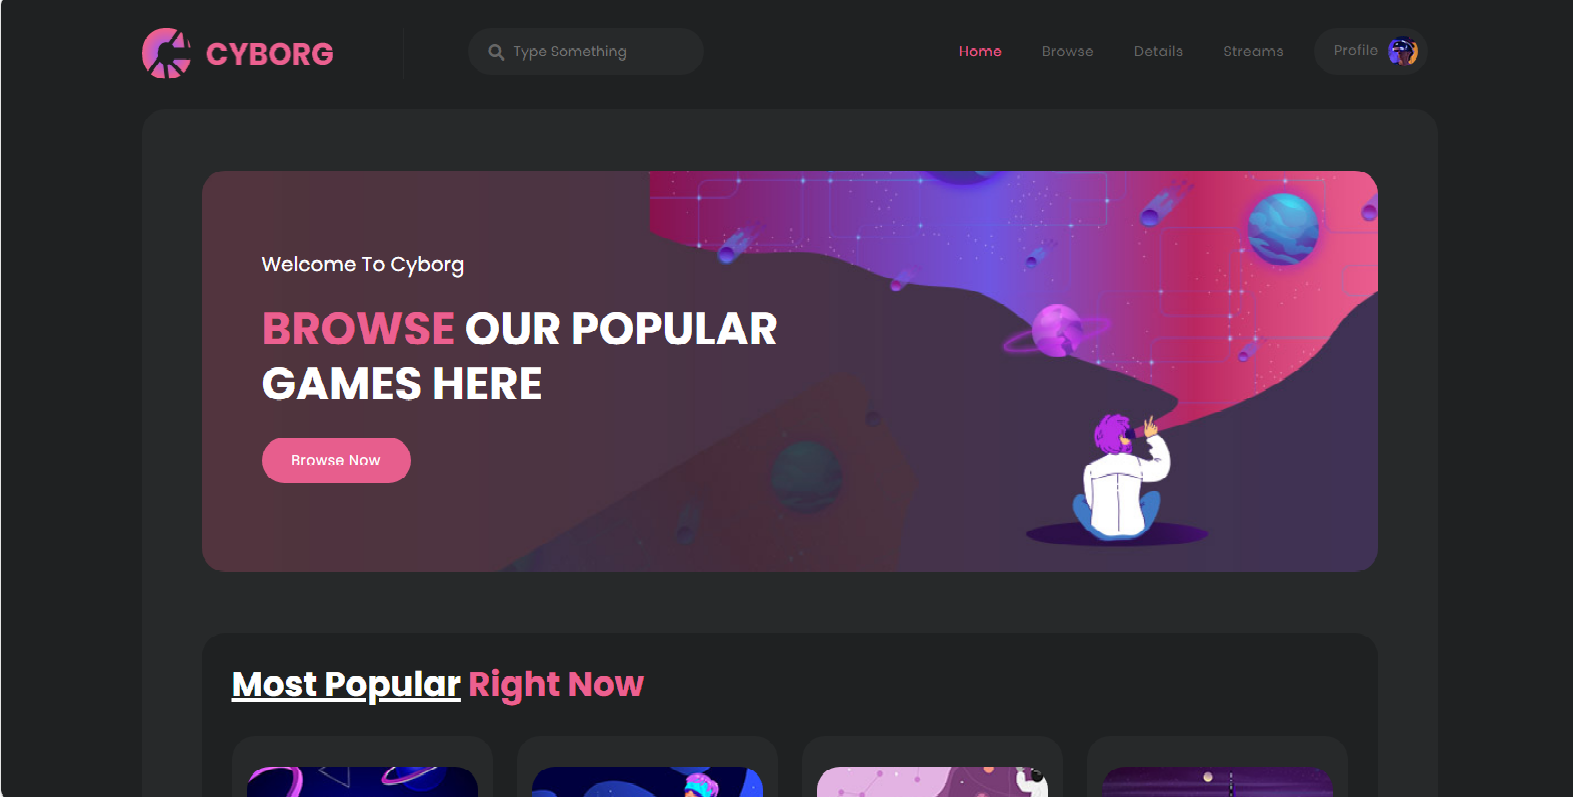 CYBORG
Type Something
Home
Browse
Details
Streams
Profile
Welcome To Cyborg
BROWSE OUR POPULAR
GAMES HERE
Browse Now
Most Popular Right Now